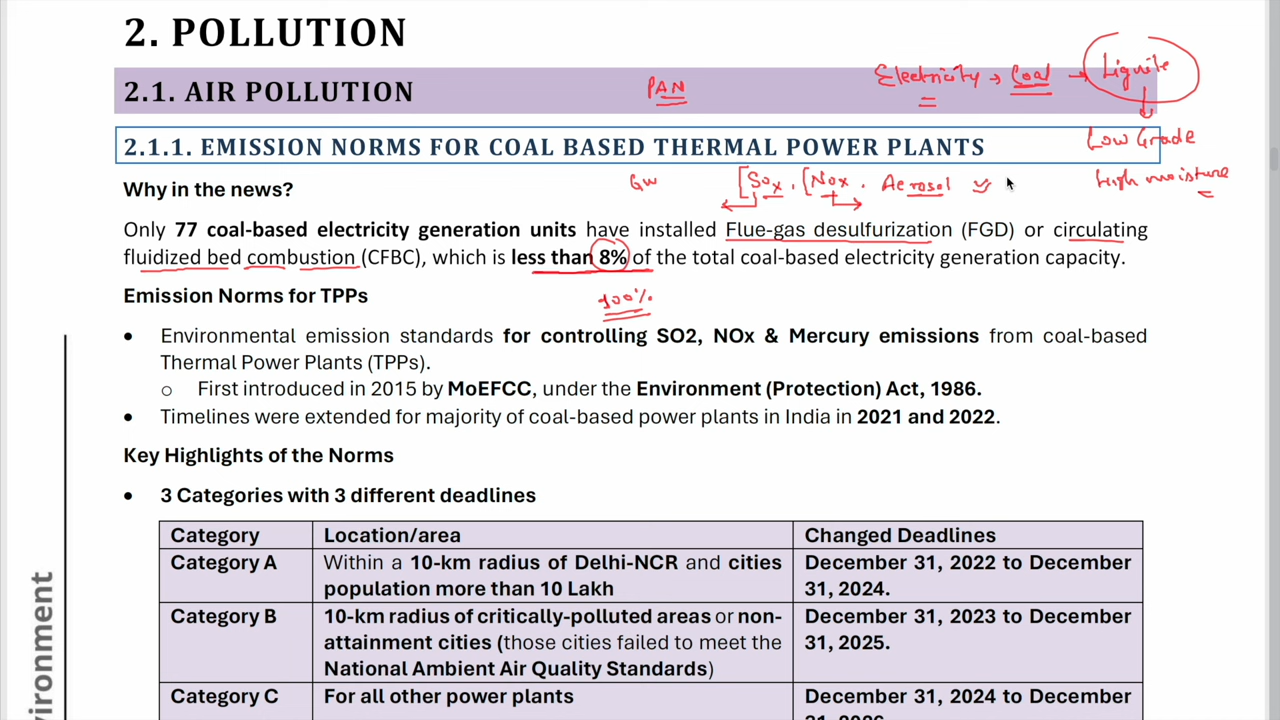 2. POLLUTION
2.1. AIR POLLUTION
PAN
Electricity → Coal → Lignite
Low Grade
High moisture
2.1.1. EMISSION NORMS FOR COAL BASED THERMAL POWER PLANTS
Why in the news?
GW
[SOx, [NOx. Aerosol
Only 77 coal-based electricity generation units have installed Flue-gas desulfurization (FGD) or circulating
fluidized bed combustion (CFBC), which is less than 8% of the total coal-based electricity generation capacity.
100%
Emission Norms for TPPs
• Environmental emission standards for controlling SO2, NOx & Mercury emissions from coal-based
Thermal Power Plants (TPPs).
o First introduced in 2015 by MoEFCC, under the Environment (Protection) Act, 1986.
• Timelines were extended for majority of coal-based power plants in India in 2021 and 2022.
Key Highlights of the Norms
• 3 Categories with 3 different deadlines
Category Location/area Changed Deadlines
Category A Within a 10-km radius of Delhi-NCR and cities December 31, 2022 to December
population more than 10 Lakh 31, 2024.
Category B 10-km radius of critically-polluted areas or non- December 31, 2023 to December
attainment cities (those cities failed to meet the 31, 2025.
National Ambient Air Quality Standards)
Category C For all other power plants December 31, 2024 to December
vironment